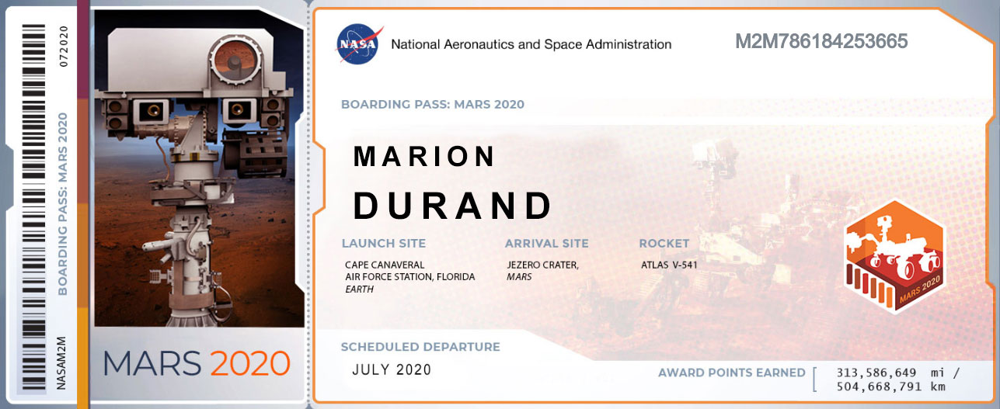 072020
BOARDING PASS: MARS 2020
NASAM2M
MARS 2020
NASA
National Aeronautics and Space Administration
M2M786184253665
BOARDING PASS: MARS 2020
MARION
DURAND
LAUNCH SITE
CAPE CANAVERAL
AIR FORCE STATION, FLORIDA
EARTH
ARRIVAL SITE
JEZERO CRATER,
MARS
ROCKET
ATLAS V-541
MARS 2020
SCHEDULED DEPARTURE
JULY 2020
AWARD POINTS EARNED
313,586,649 mi /
504,668,791 km